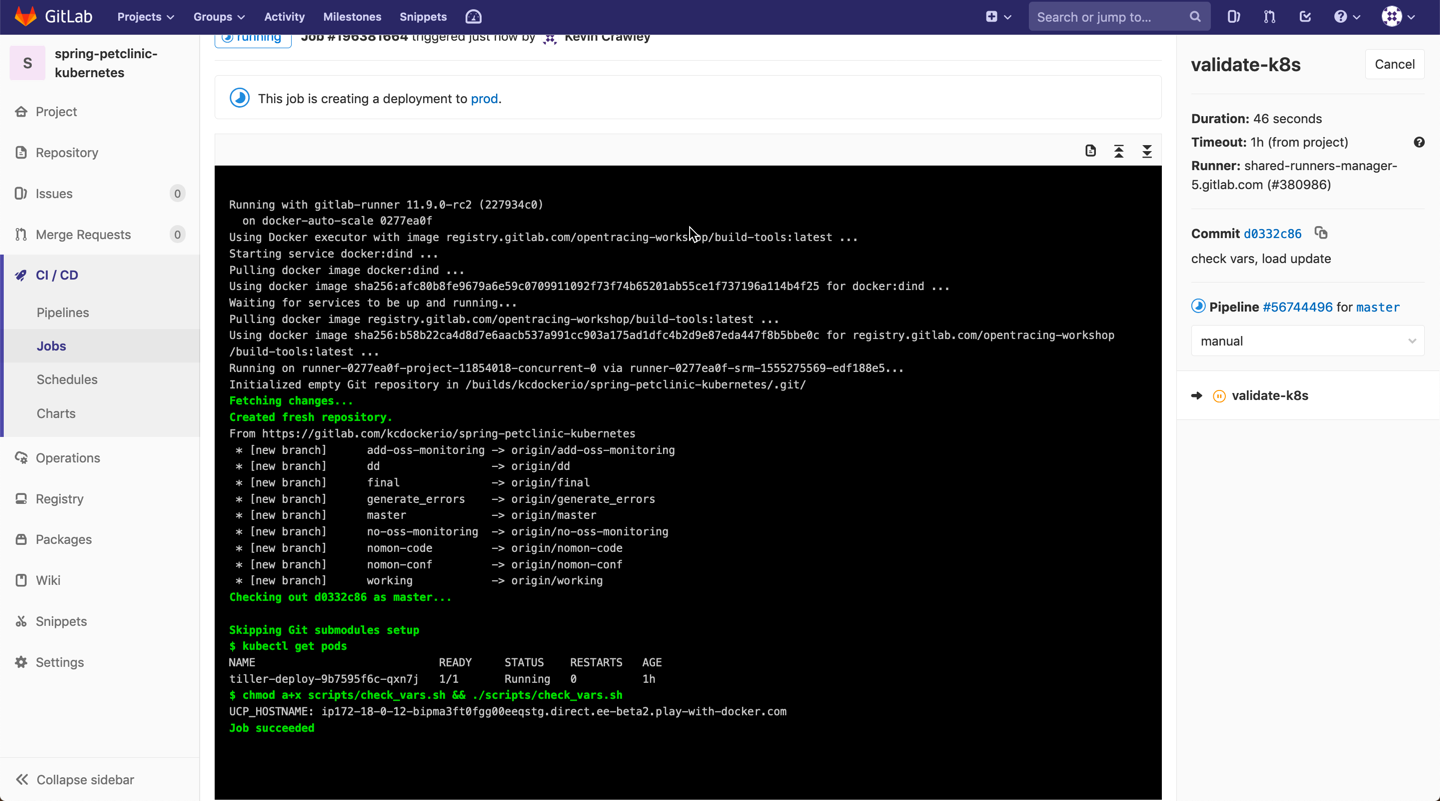 GitLab
Projects
Groups
Activity
Milestones
Snippets
Search or jump to...
S
spring-petclinic-
kubernetes
Project
Repository
Issues 0
Merge Requests 0
CI / CD
Pipelines
Jobs
Schedules
Charts
Operations
Registry
Packages
Wiki
Snippets
Settings
Collapse sidebar
running Job #196381664 triggered just now by Kevin Crawley
This job is creating a deployment to prod.
Running with gitlab-runner 11.9.0-rc2 (227934c0)
on docker-auto-scale 0277ea0f
Using Docker executor with image registry.gitlab.com/opentracing-workshop/build-tools:latest ...
Starting service docker:dind ...
Pulling docker image docker:dind ...
Using docker image sha256:afc80b8fe9679a6e59c0709911092f73f74b65201ab55ce1f737196a114b4f25 for docker:dind ...
Waiting for services to be up and running...
Pulling docker image registry.gitlab.com/opentracing-workshop/build-tools:latest ...
Using docker image sha256:b58b22ca4d8d7e6aacb537a991cc903a175ad1dfc4b2d9e87eda447f8b5bbe0c for registry.gitlab.com/opentracing-workshop
/build-tools:latest ...
Running on runner-0277ea0f-project-11854018-concurrent-0 via runner-0277ea0f-srm-1555275569-edf188e5...
Initialized empty Git repository in /builds/kcdockerio/spring-petclinic-kubernetes/.git/
Fetching changes...
Created fresh repository.
From https://gitlab.com/kcdockerio/spring-petclinic-kubernetes
* [new branch] add-oss-monitoring -> origin/add-oss-monitoring
* [new branch] dd -> origin/dd
* [new branch] final -> origin/final
* [new branch] generate_errors -> origin/generate_errors
* [new branch] master -> origin/master
* [new branch] no-oss-monitoring -> origin/no-oss-monitoring
* [new branch] nomon-code -> origin/nomon-code
* [new branch] nomon-conf -> origin/nomon-conf
* [new branch] working -> origin/working
Checking out d0332c86 as master...
Skipping Git submodules setup
$ kubectl get pods
NAME READY STATUS RESTARTS AGE
tiller-deploy-9b7595f6c-qxn7j 1/1 Running 0 1h
$ chmod a+x scripts/check_vars.sh && ./scripts/check_vars.sh
UCP_HOSTNAME: ip172-18-0-12-bipma3ft0fgg00eeqstg.direct.ee-beta2.play-with-docker.com
Job succeeded
validate-k8s
Cancel
Duration: 46 seconds
Timeout: 1h (from project)
Runner: shared-runners-manager-
5.gitlab.com (#380986)
Commit d0332c86
check vars, load update
Pipeline #56744496 for master
manual
validate-k8s